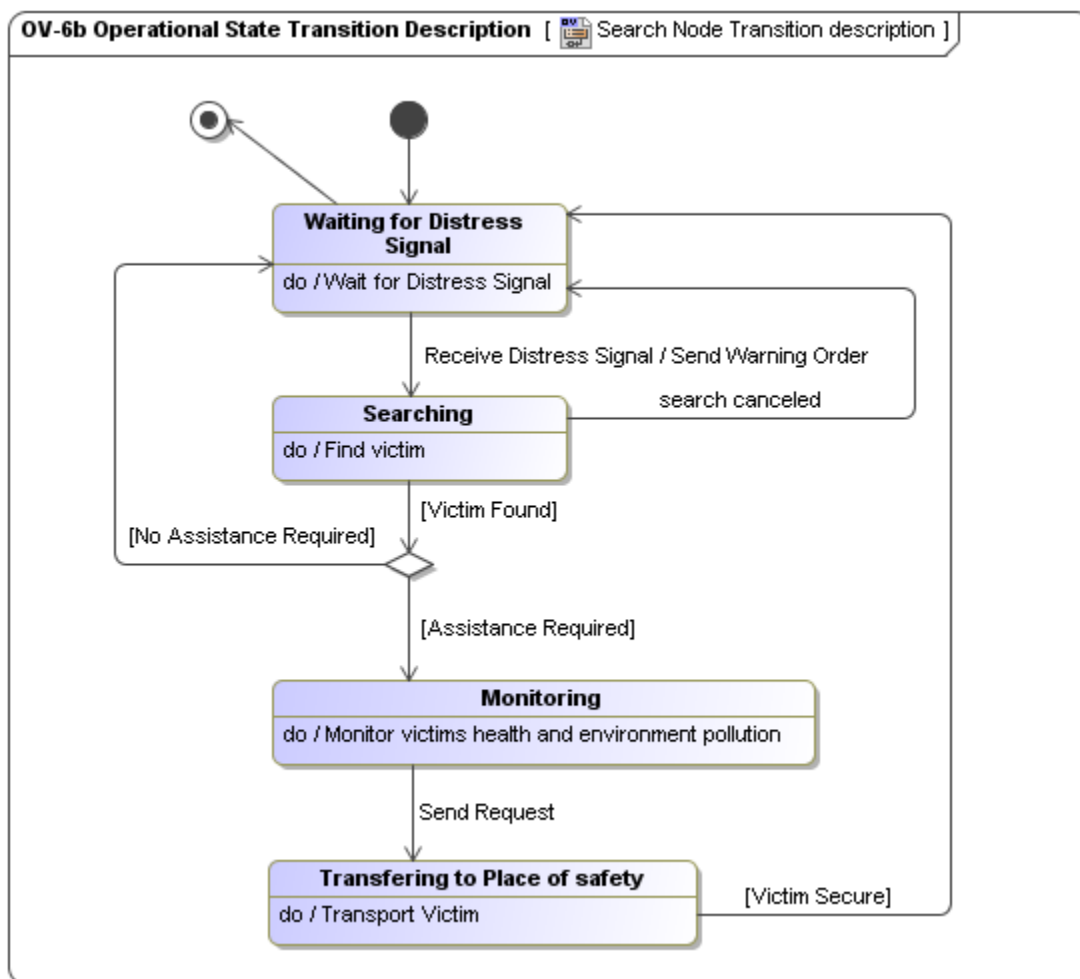 OV-6b Operational State Transition Description [ Search Node Transition description ]
Waiting for Distress
Signal
do / Wait for Distress Signal
Receive Distress Signal / Send Warning Order
search canceled
Searching
do / Find victim
[Victim Found]
[No Assistance Required]
[Assistance Required]
Monitoring
do / Monitor victims health and environment pollution
Send Request
Transfering to Place of safety
do / Transport Victim
[Victim Secure]